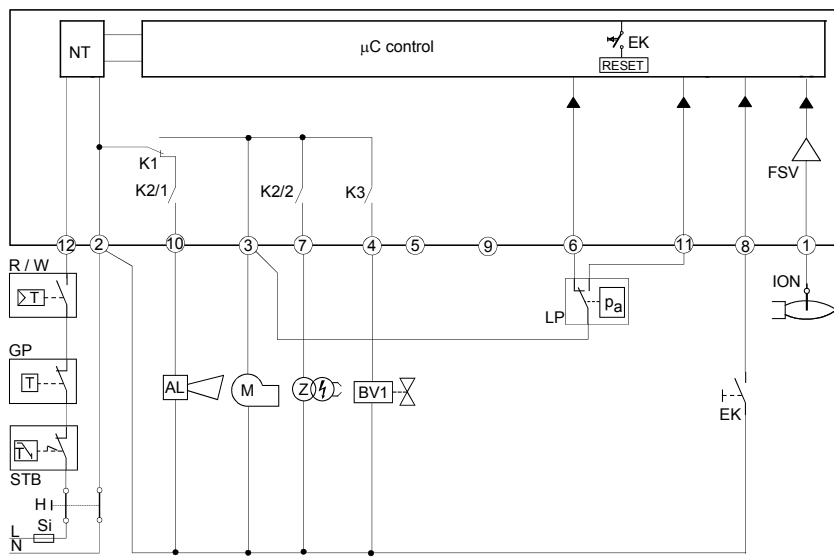 NT
µC control
EK
RESET
K1
K2/1
K2/2
K3
FSV
12 2 10 3 7 4 5 9 6 11 8 1
R / W
T
GP
T
STB
T
H
L
Si
N
AL
M
Z
BV1
LP
pa
ION
EK